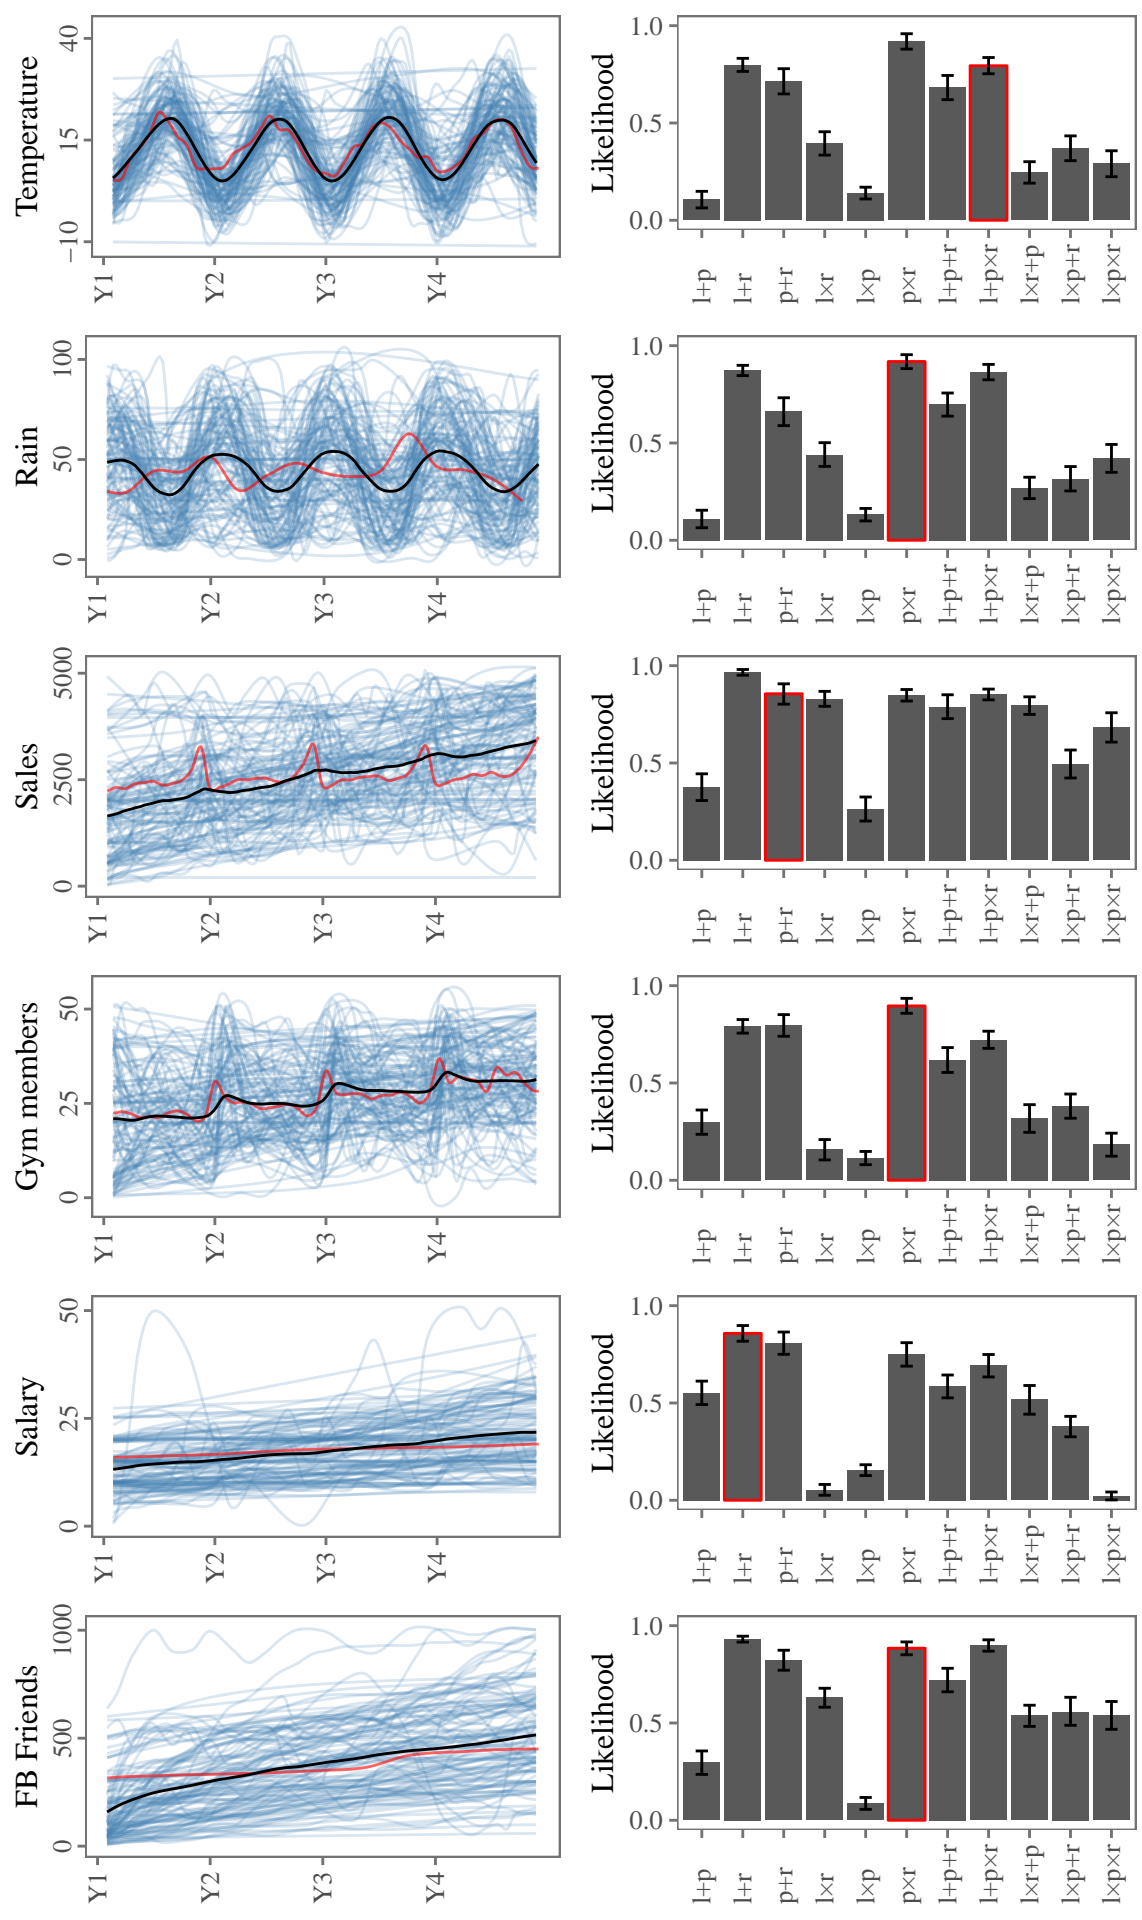 Temperature
40
15
−10
Y1
Y2
Y3
Y4
Likelihood
1.0
0.5
0.0
l+p
l+r
p+r
l×r
l×p
p×r
l+p+r
l+p×r
l×r+p
l×p+r
l×p×r
Rain
100
50
0
Y1
Y2
Y3
Y4
Likelihood
1.0
0.5
0.0
l+p
l+r
p+r
l×r
l×p
p×r
l+p+r
l+p×r
l×r+p
l×p+r
l×p×r
Sales
5000
2500
0
Y1
Y2
Y3
Y4
Likelihood
1.0
0.5
0.0
l+p
l+r
p+r
l×r
l×p
p×r
l+p+r
l+p×r
l×r+p
l×p+r
l×p×r
Gym members
50
25
0
Y1
Y2
Y3
Y4
Likelihood
1.0
0.5
0.0
l+p
l+r
p+r
l×r
l×p
p×r
l+p+r
l+p×r
l×r+p
l×p+r
l×p×r
Salary
50
25
0
Y1
Y2
Y3
Y4
Likelihood
1.0
0.5
0.0
l+p
l+r
p+r
l×r
l×p
p×r
l+p+r
l+p×r
l×r+p
l×p+r
l×p×r
FB Friends
1000
500
0
Y1
Y2
Y3
Y4
Likelihood
1.0
0.5
0.0
l+p
l+r
p+r
l×r
l×p
p×r
l+p+r
l+p×r
l×r+p
l×p+r
l×p×r